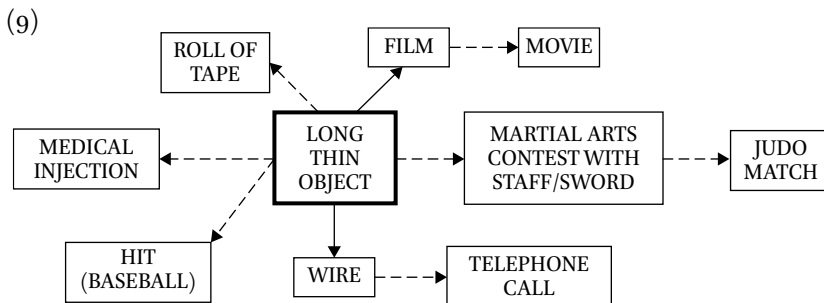 (9)
ROLL OF
TAPE
FILM
MOVIE
MEDICAL
INJECTION
LONG
THIN
OBJECT
MARTIAL ARTS
CONTEST WITH
STAFF/SWORD
JUDO
MATCH
HIT
(BASEBALL)
WIRE
TELEPHONE
CALL